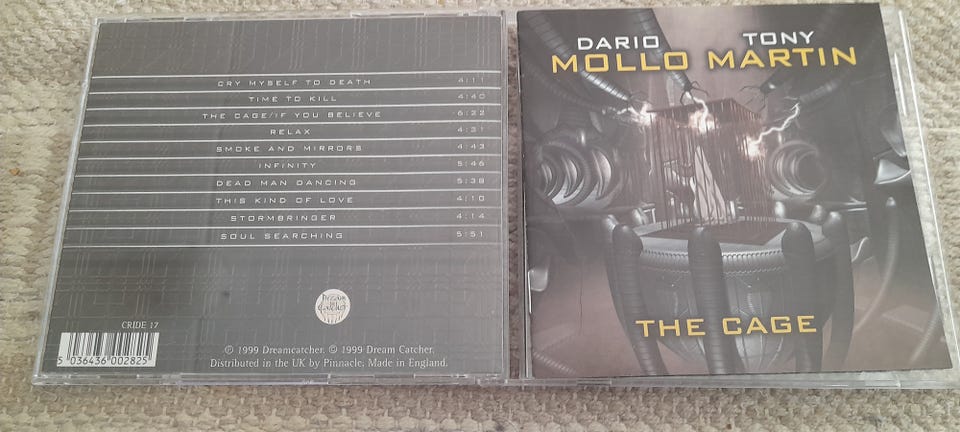 CRY MYSELF TO DEATH 4:11
TIME TO KILL 4:40
THE CAGE/IF YOU BELIEVE 6:32
RELAX 4:31
SMOKE AND MIRRORS 4:43
INFINITY 5:46
DEAD MAN DANCING 5:38
THIS KIND OF LOVE 4:10
STORMBRINGER 4:14
SOUL SEARCHING 5:51
Dream
Catcher
CRIDE 17
5 036436 002825
℗ 1999 Dreamcatcher. © 1999 Dream Catcher.
Distributed in the UK by Pinnacle. Made in England.
DARIO TONY
MOLLO MARTIN
THE CAGE